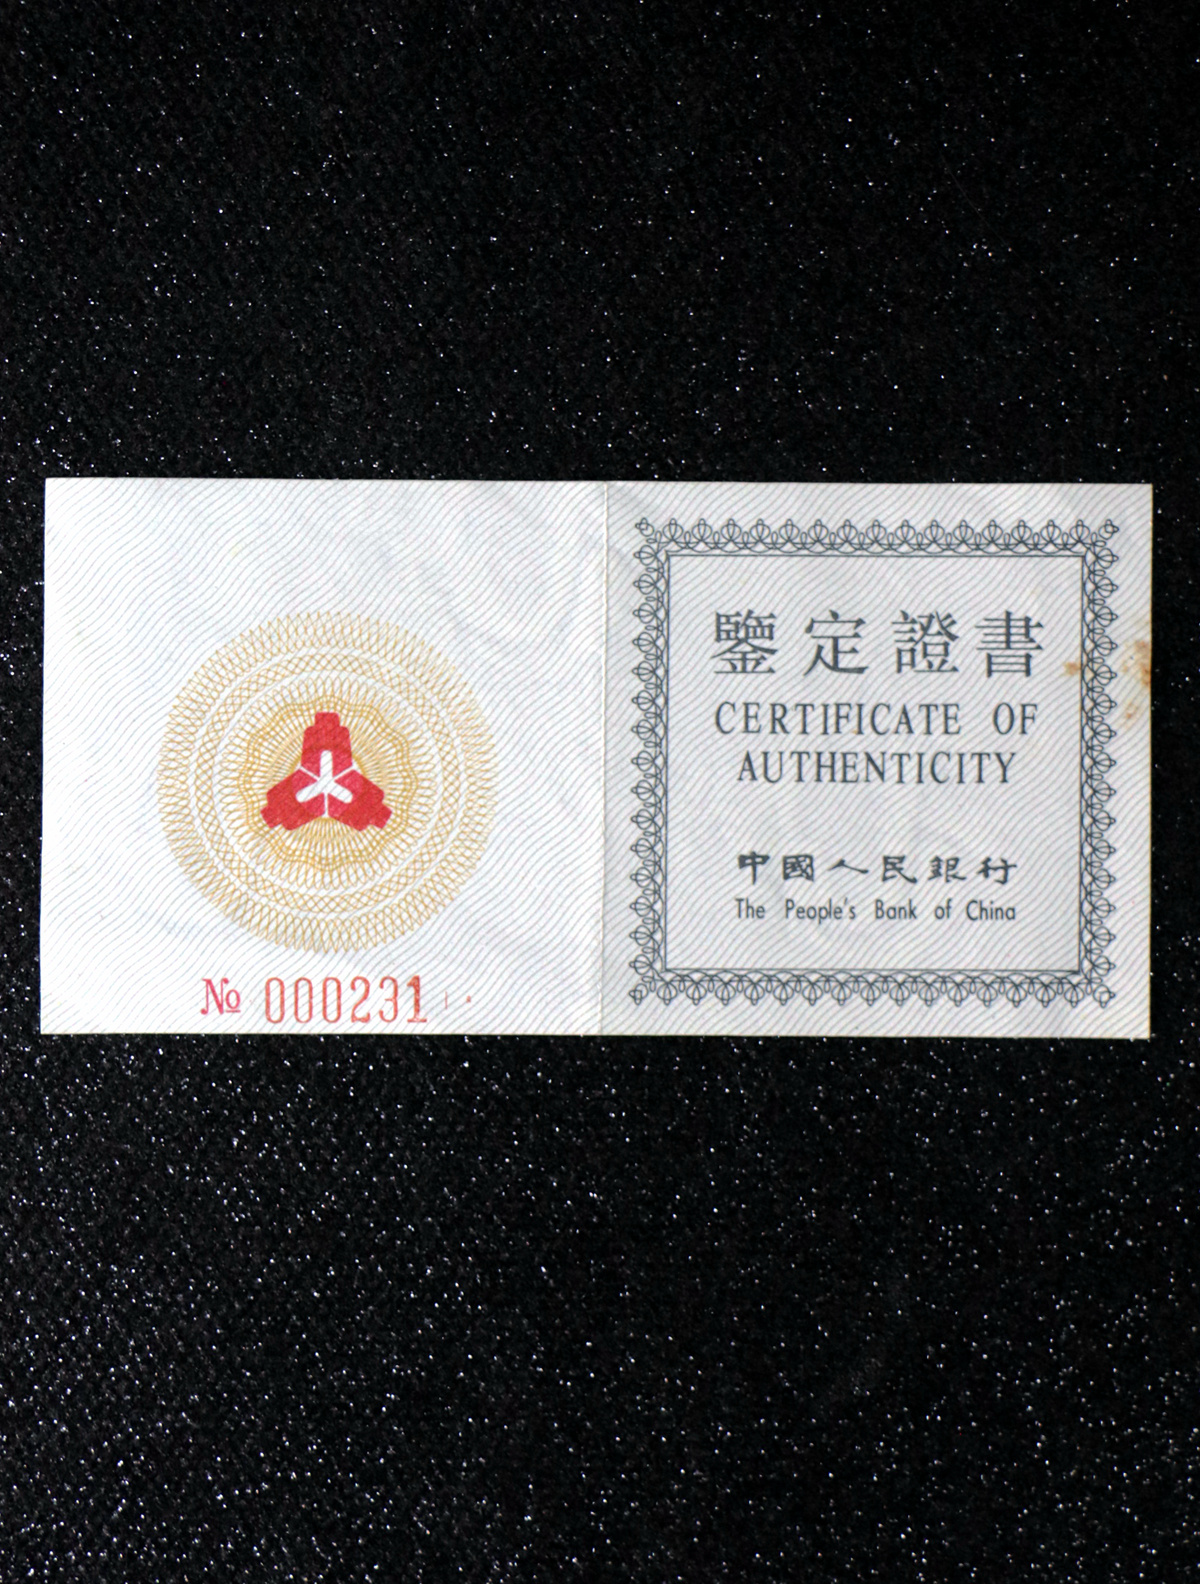 № 000231
鑒定證書
CERTIFICATE OF
AUTHENTICITY
中國人民銀行
The People's Bank of China